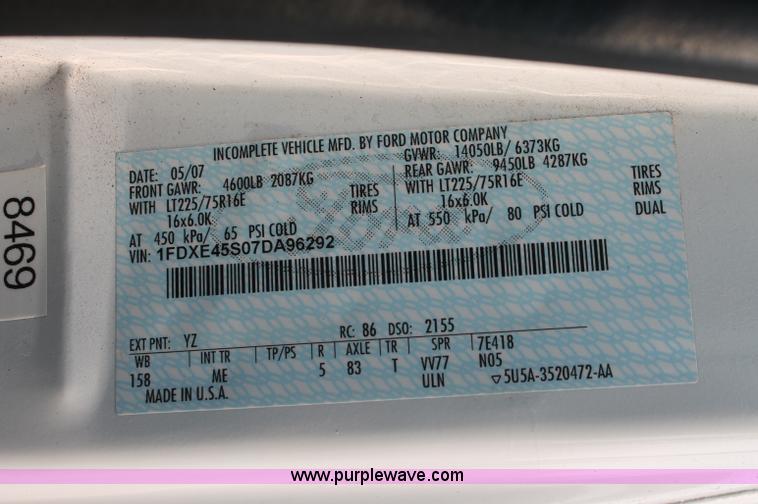 INCOMPLETE VEHICLE MFD. BY FORD MOTOR COMPANY
DATE: 05/07 GVWR: 14050LB/ 6373KG
FRONT GAWR: 4600LB 2087KG REAR GAWR: 9450LB 4287KG
WITH LT225/75R16E TIRES WITH LT225/75R16E TIRES
16x6.0K RIMS 16x6.0K RIMS
AT 450 kPa/ 65 PSI COLD AT 550 kPa/ 80 PSI COLD DUAL
VIN: 1FDXE45S07DA96292
Ford
EXT PNT: YZ RC: 86 DSO: 2155
WB INT TR TP/PS R AXLE TR SPR 7E418
158 ME 5 83 T VV77 N05
ULN ▽5U5A-3520472-AA
MADE IN U.S.A.
8469
www.purplewave.com